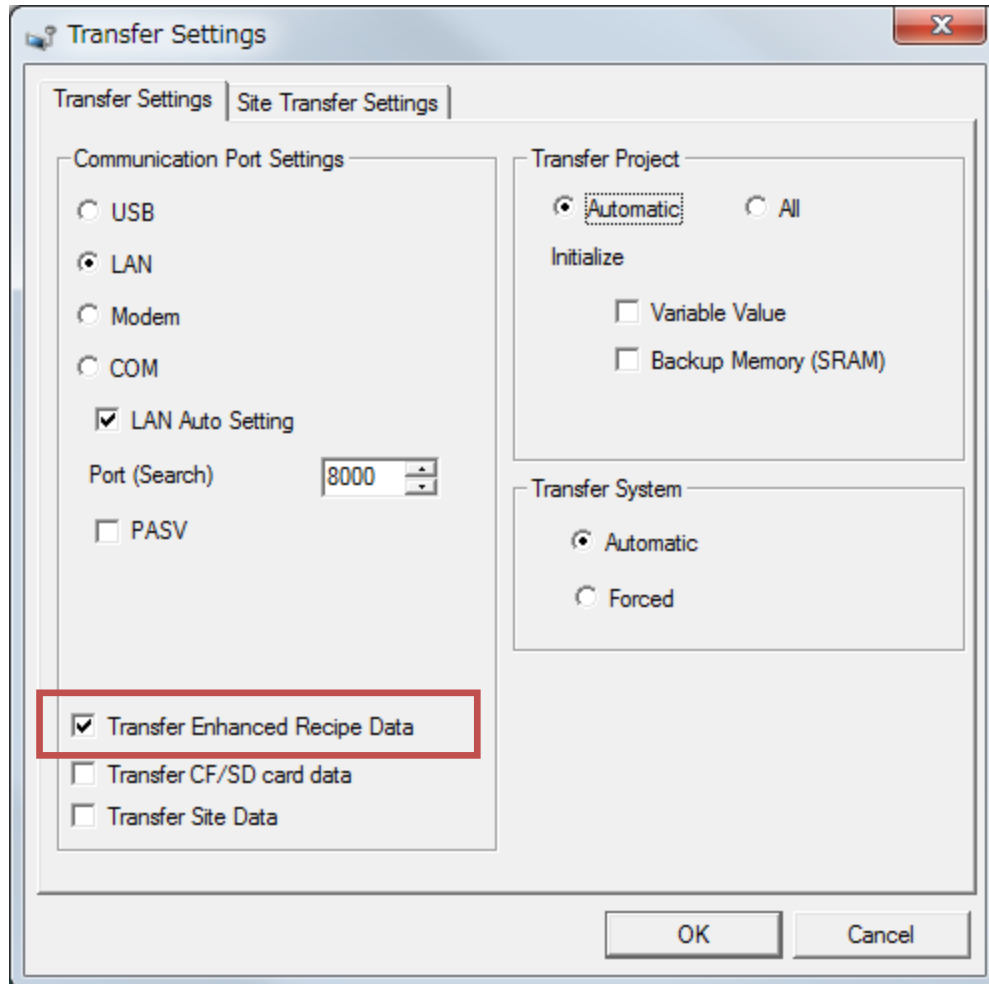 Transfer Settings
Transfer Settings
Site Transfer Settings
Communication Port Settings
USB
LAN
Modem
COM
LAN Auto Setting
Port (Search) 8000
PASV
Transfer Enhanced Recipe Data
Transfer CF/SD card data
Transfer Site Data
Transfer Project
Automatic All
Initialize
Variable Value
Backup Memory (SRAM)
Transfer System
Automatic
Forced
OK Cancel